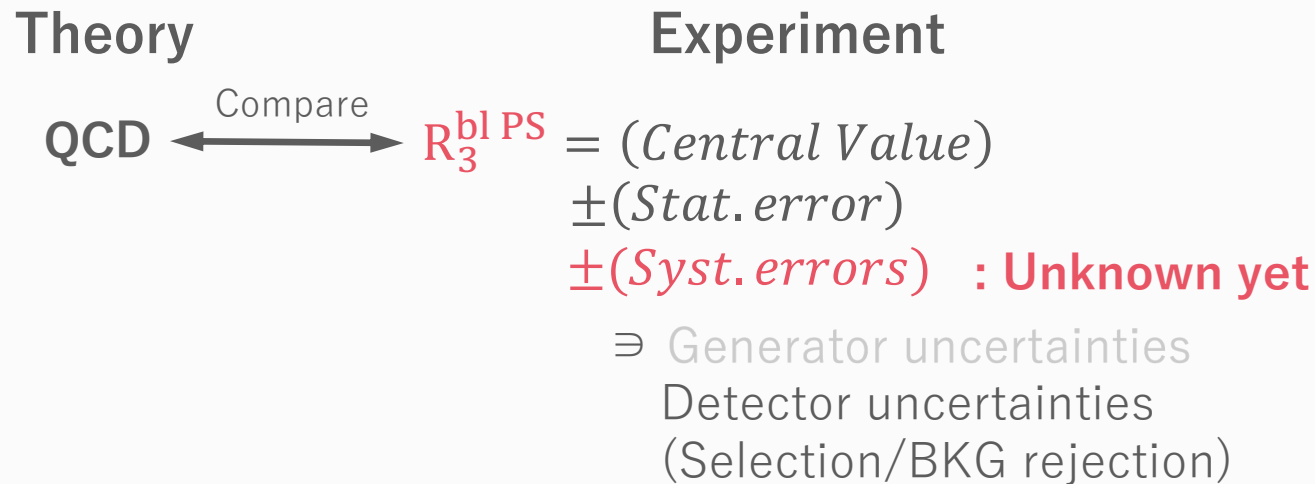 Theory Experiment
Compare
QCD R₃^{bl PS} = (Central Value)
±(Stat. error)
±(Syst. errors) : Unknown yet
∋ Generator uncertainties
Detector uncertainties
(Selection/BKG rejection)